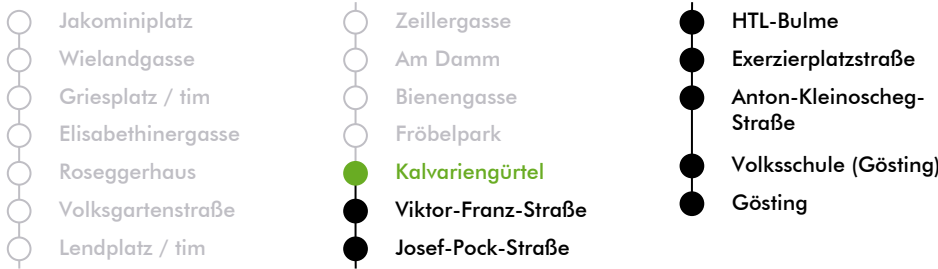 Jakominiplatz
Wielandgasse
Griesplatz / tim
Elisabethinergasse
Roseggerhaus
Volksgartenstraße
Lendplatz / tim
Zeillergasse
Am Damm
Bienengasse
Fröbelpark
Kalvariengürtel
Viktor-Franz-Straße
Josef-Pock-Straße
HTL-Bulme
Exerzierplatzstraße
Anton-Kleinoscheg-
Straße
Volksschule (Gösting)
Gösting